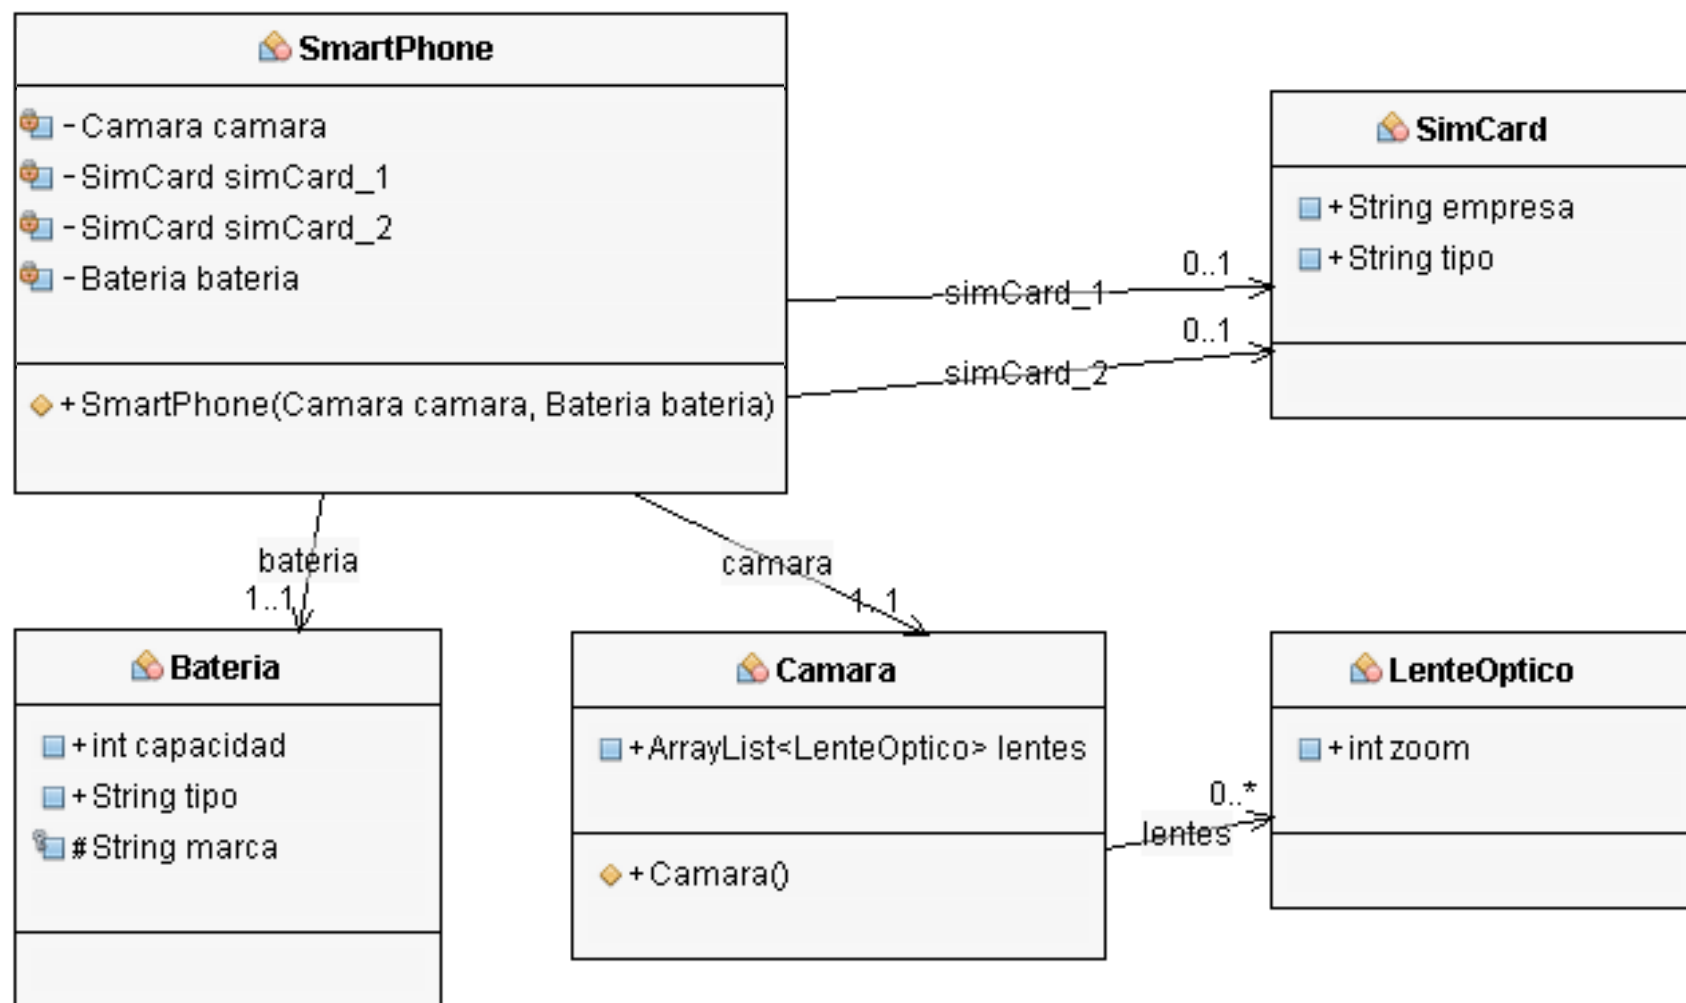 SmartPhone
-Camara camara
-SimCard simCard_1
-SimCard simCard_2
-Bateria bateria
+SmartPhone(Camara camara, Bateria bateria)
SimCard
+String empresa
+String tipo
0..1
simCard_1
0..1
simCard_2
bateria
1..1
camara
1..1
Bateria
+int capacidad
+String tipo
#String marca
Camara
+ArrayList<LenteOptico> lentes
+Camara()
0..*
lentes
LenteOptico
+int zoom